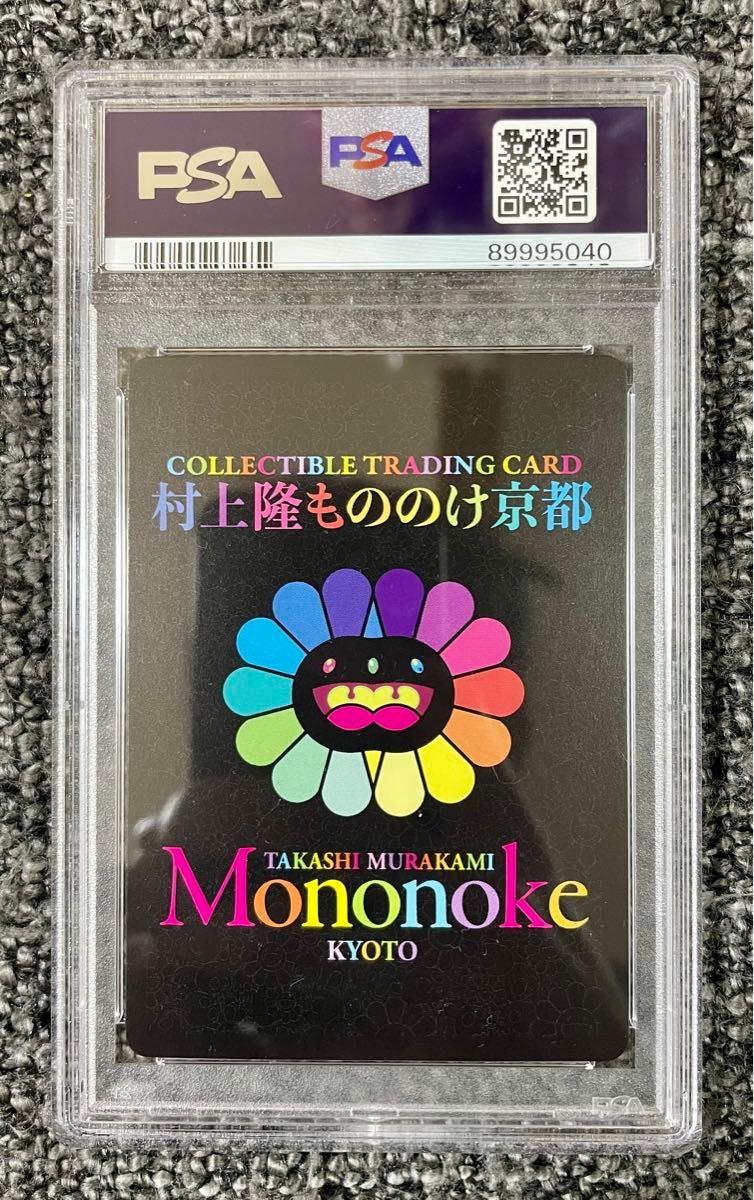 PSA
PSA
89995040
COLLECTIBLE TRADING CARD
村上隆もののけ京都
TAKASHI MURAKAMI
Mononoke
KYOTO
PSA